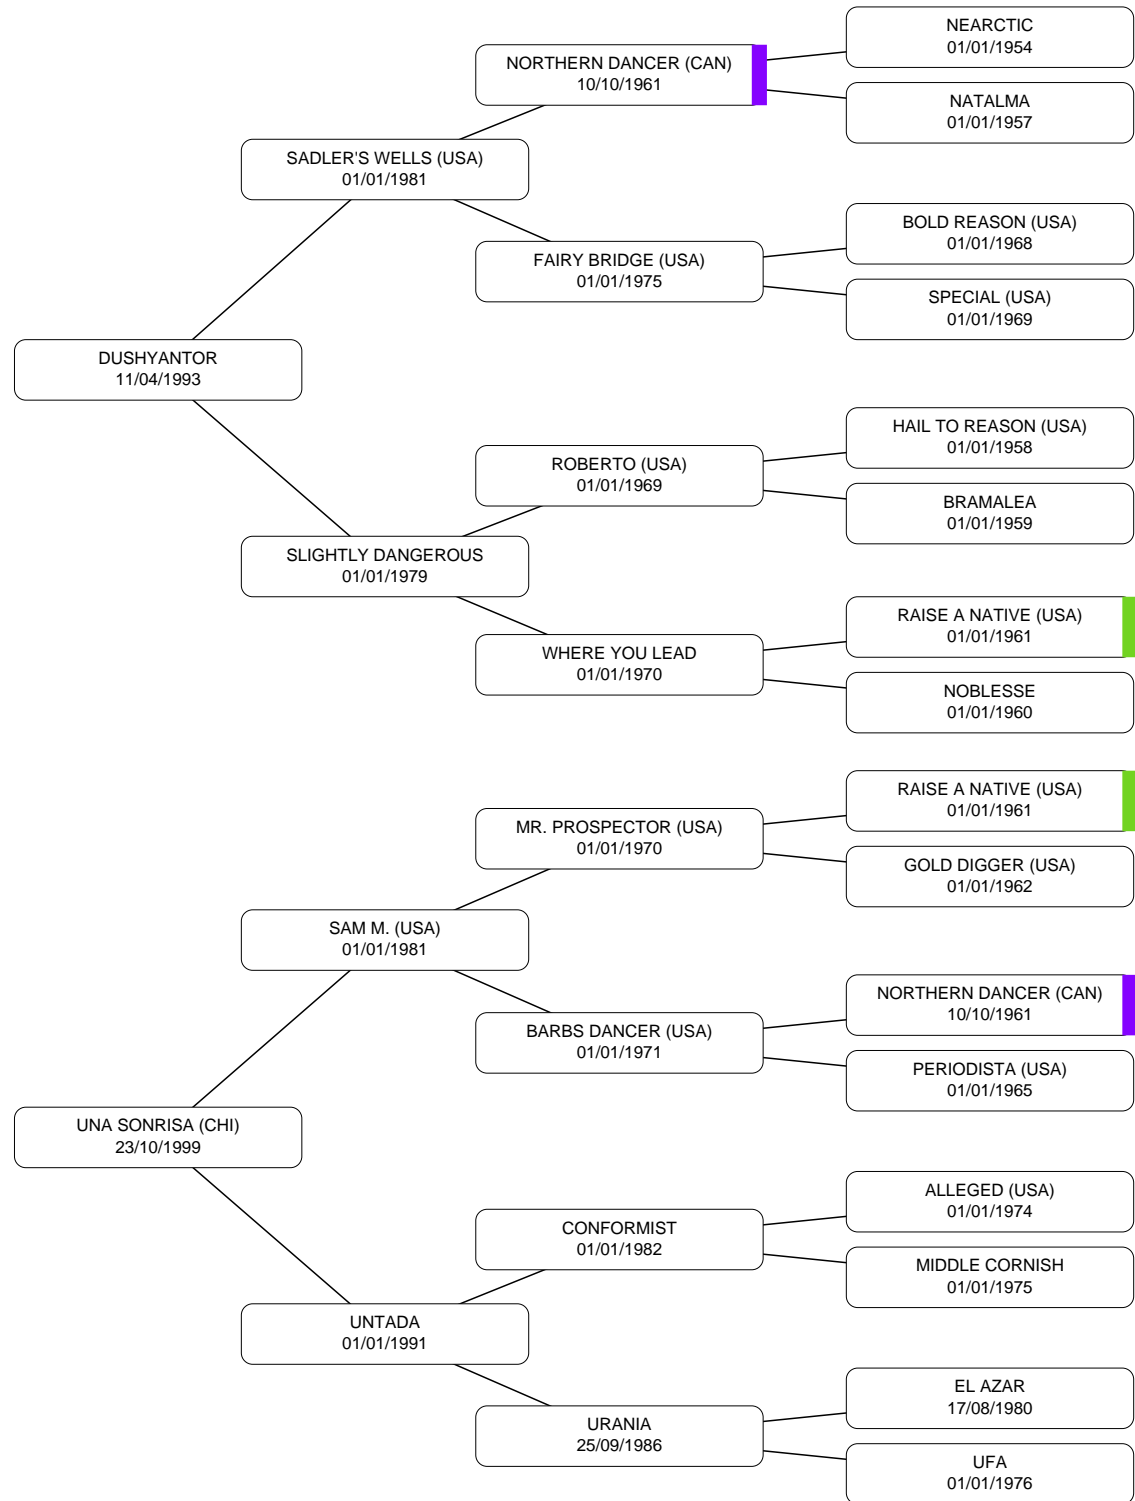 NEARCTIC
01/01/1954
NORTHERN DANCER (CAN)
10/10/1961
NATALMA
01/01/1957
SADLER'S WELLS (USA)
01/01/1981
BOLD REASON (USA)
01/01/1968
FAIRY BRIDGE (USA)
01/01/1975
SPECIAL (USA)
01/01/1969
DUSHYANTOR
11/04/1993
HAIL TO REASON (USA)
01/01/1958
ROBERTO (USA)
01/01/1969
BRAMALEA
01/01/1959
SLIGHTLY DANGEROUS
01/01/1979
RAISE A NATIVE (USA)
01/01/1961
WHERE YOU LEAD
01/01/1970
NOBLESSE
01/01/1960
RAISE A NATIVE (USA)
01/01/1961
MR. PROSPECTOR (USA)
01/01/1970
GOLD DIGGER (USA)
01/01/1962
SAM M. (USA)
01/01/1981
NORTHERN DANCER (CAN)
10/10/1961
BARBS DANCER (USA)
01/01/1971
PERIODISTA (USA)
01/01/1965
UNA SONRISA (CHI)
23/10/1999
ALLEGED (USA)
01/01/1974
CONFORMIST
01/01/1982
MIDDLE CORNISH
01/01/1975
UNTADA
01/01/1991
EL AZAR
17/08/1980
URANIA
25/09/1986
UFA
01/01/1976